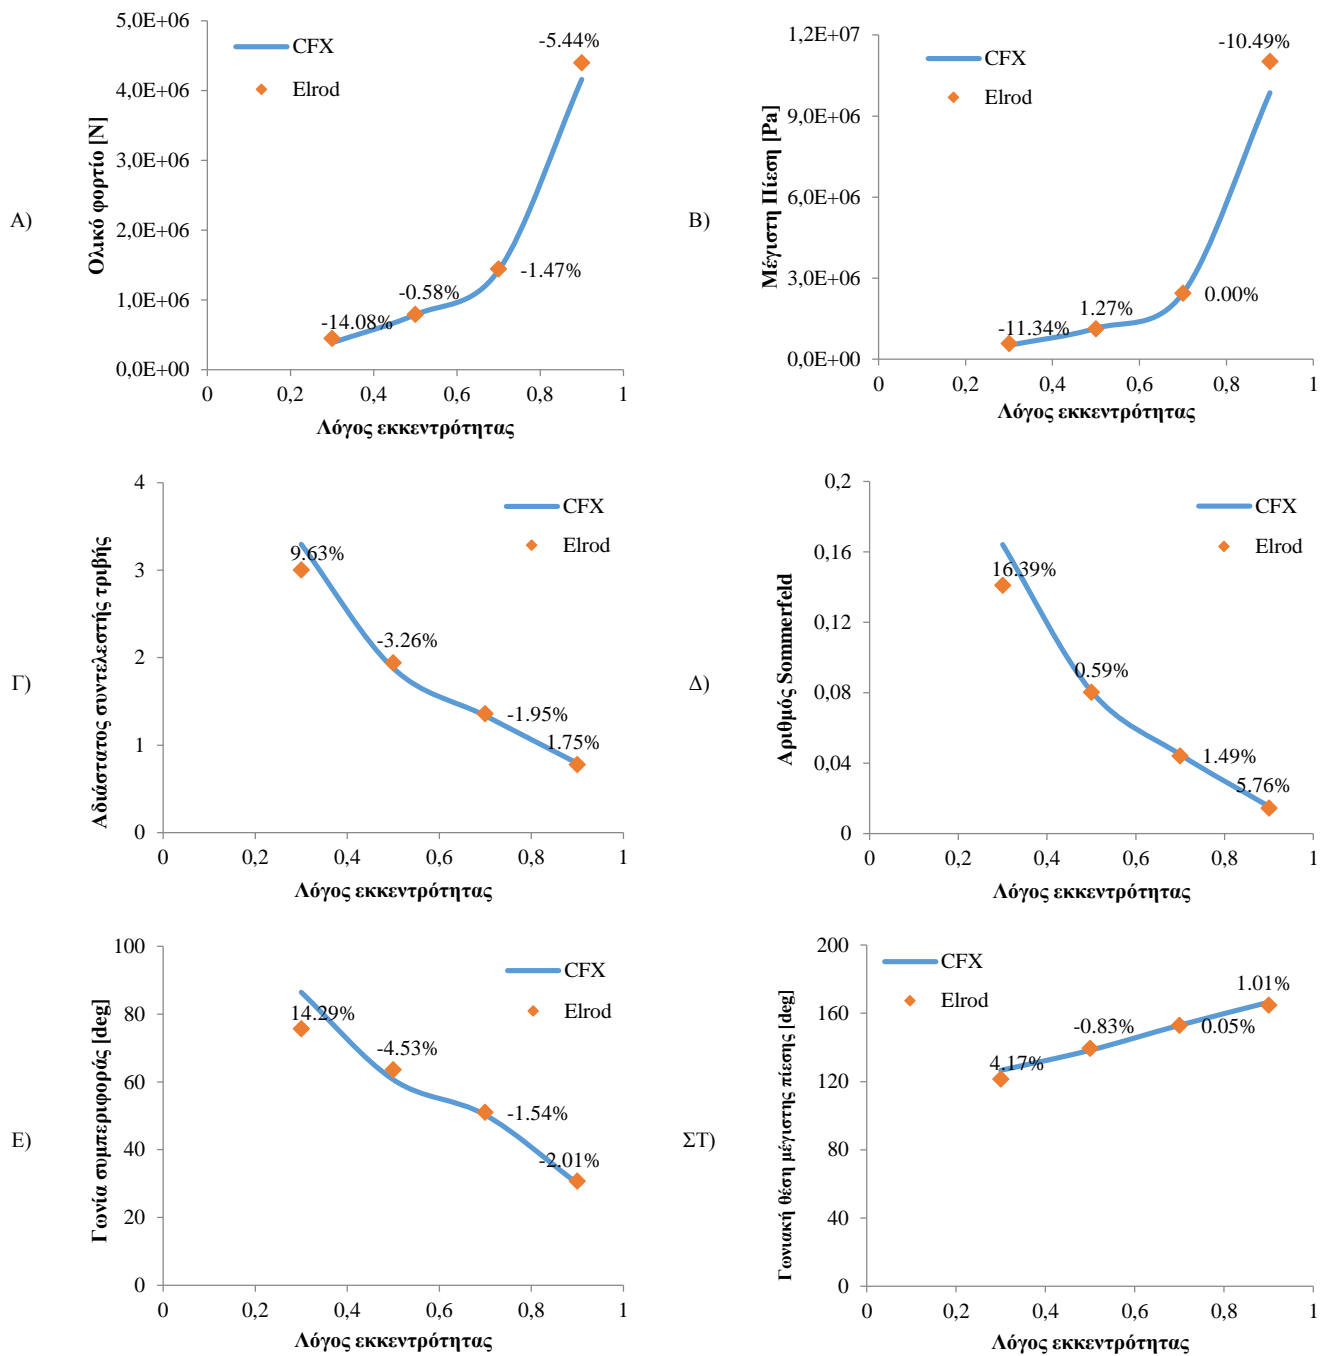 Α)
Ολικό φορτίο [N]
5,0E+06
4,0E+06
3,0E+06
2,0E+06
1,0E+06
0,0E+00
CFX
Elrod
-14.08%
-0.58%
-1.47%
-5.44%
0 0,2 0,4 0,6 0,8 1
Λόγος εκκεντρότητας
Β)
Μέγιστη Πίεση [Pa]
1,2E+07
9,0E+06
6,0E+06
3,0E+06
0,0E+00
CFX
Elrod
-11.34%
1.27%
0.00%
-10.49%
0 0,2 0,4 0,6 0,8 1
Λόγος εκκεντρότητας
Γ)
Αδιάστατος συντελεστής τριβής
4
3
2
1
0
CFX
Elrod
9.63%
-3.26%
-1.95%
1.75%
0 0,2 0,4 0,6 0,8 1
Λόγος εκκεντρότητας
Δ)
Αριθμός Sommerfeld
0,2
0,16
0,12
0,08
0,04
0
CFX
Elrod
16.39%
0.59%
1.49%
5.76%
0 0,2 0,4 0,6 0,8 1
Λόγος εκκεντρότητας
Ε)
Γωνία συμπεριφοράς [deg]
100
80
60
40
20
0
CFX
Elrod
14.29%
-4.53%
-1.54%
-2.01%
0 0,2 0,4 0,6 0,8 1
Λόγος εκκεντρότητας
ΣΤ)
Γωνιακή θέση μέγιστης πίεσης [deg]
200
160
120
80
40
0
CFX
Elrod
4.17%
-0.83%
0.05%
1.01%
0 0,2 0,4 0,6 0,8 1
Λόγος εκκεντρότητας